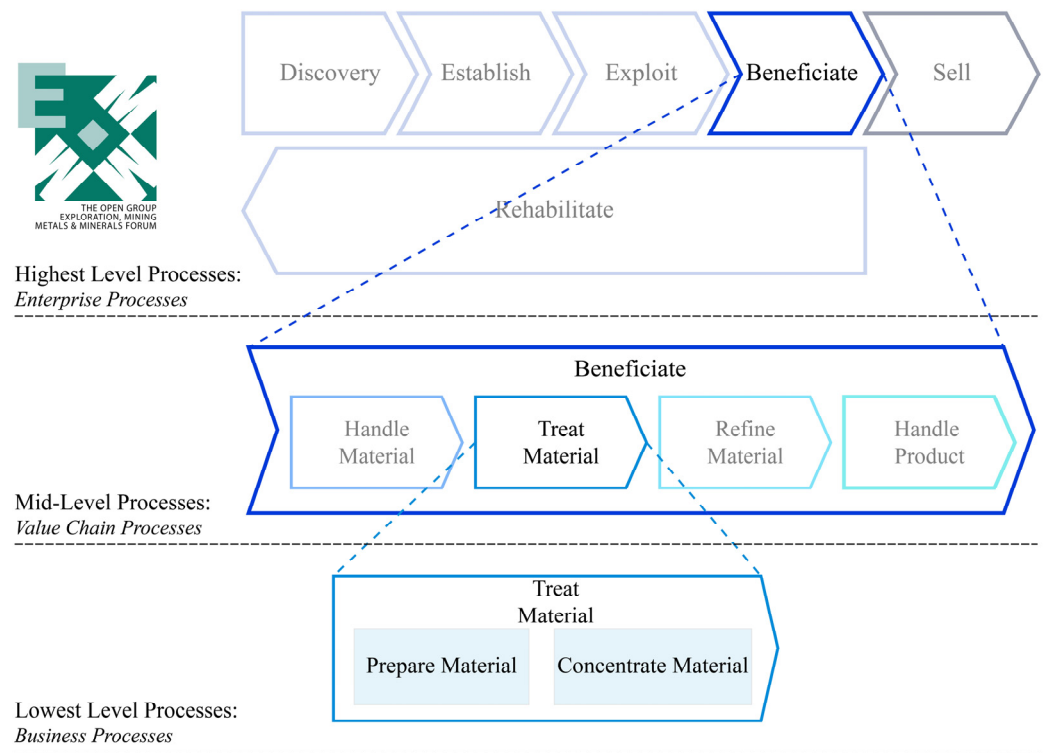 Discovery
Establish
Exploit
Beneficiate
Sell
E
THE OPEN GROUP
EXPLORATION, MINING
METALS & MINERALS FORUM
Rehabilitate
Highest Level Processes:
Enterprise Processes
Beneficiate
Handle
Material
Treat
Material
Refine
Material
Handle
Product
Mid-Level Processes:
Value Chain Processes
Treat
Material
Prepare Material
Concentrate Material
Lowest Level Processes:
Business Processes